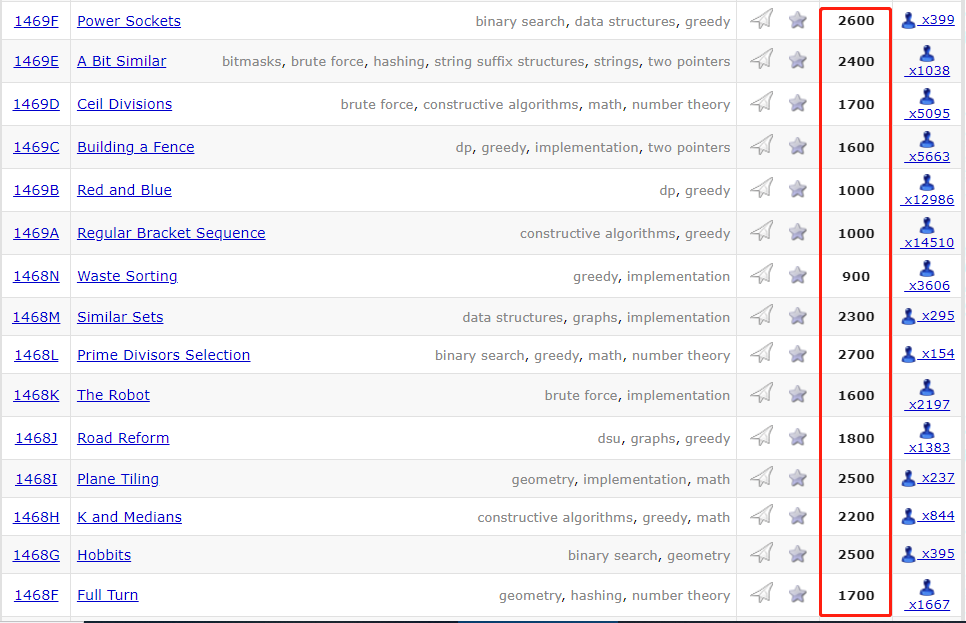 1469F Power Sockets binary search, data structures, greedy 2600 x399
1469E A Bit Similar bitmasks, brute force, hashing, string suffix structures, strings, two pointers 2400 x1038
1469D Ceil Divisions brute force, constructive algorithms, math, number theory 1700 x5095
1469C Building a Fence dp, greedy, implementation, two pointers 1600 x5663
1469B Red and Blue dp, greedy 1000 x12986
1469A Regular Bracket Sequence constructive algorithms, greedy 1000 x14510
1468N Waste Sorting greedy, implementation 900 x3606
1468M Similar Sets data structures, graphs, implementation 2300 x295
1468L Prime Divisors Selection binary search, greedy, math, number theory 2700 x154
1468K The Robot brute force, implementation 1600 x2197
1468J Road Reform dsu, graphs, greedy 1800 x1383
1468I Plane Tiling geometry, implementation, math 2500 x237
1468H K and Medians constructive algorithms, greedy, math 2200 x844
1468G Hobbits binary search, geometry 2500 x395
1468F Full Turn geometry, hashing, number theory 1700 x1667